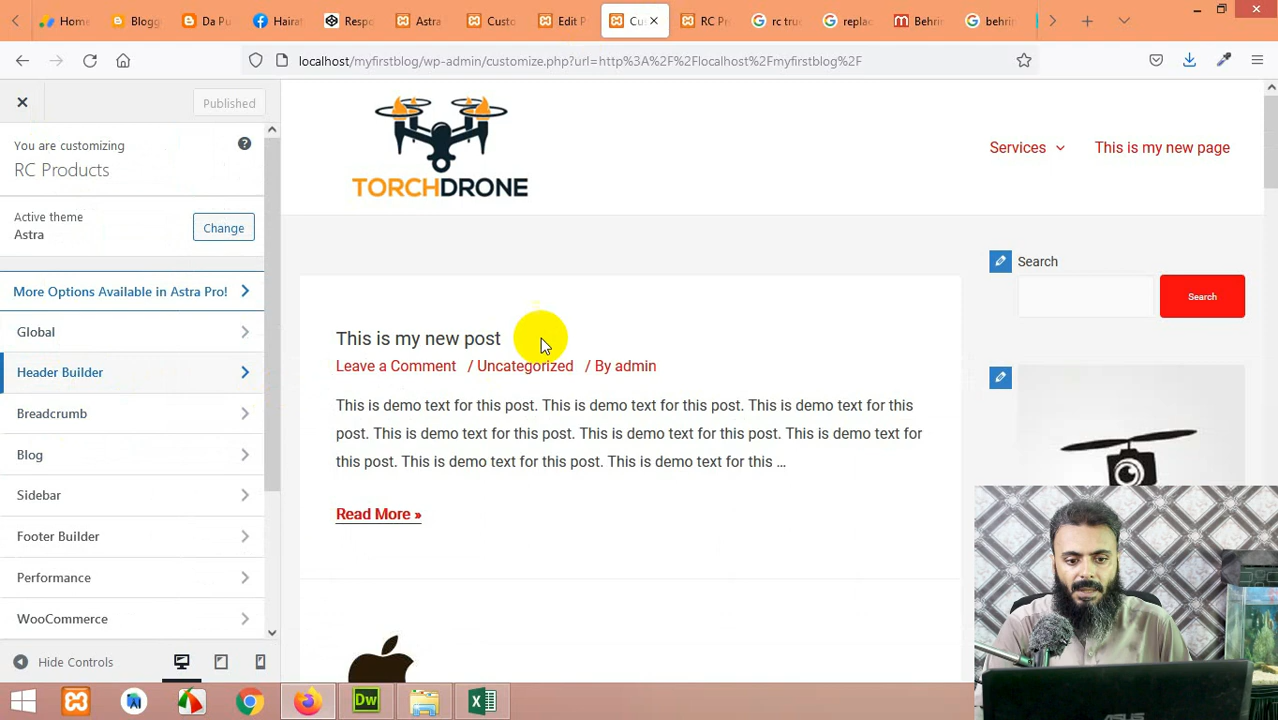 Home
Blogg
Da Pu
Hairat
Respo
Astra
Custo
Edit P
Cu
RC Pr
rc true
replac
Behrin
behrin
localhost/myfirstblog/wp-admin/customize.php?url=http%3A%2F%2Flocalhost%2Fmyfirstblog%2F
Published
You are customizing
RC Products
Active theme
Astra
Change
More Options Available in Astra Pro!
Global
Header Builder
Breadcrumb
Blog
Sidebar
Footer Builder
Performance
WooCommerce
Hide Controls
TORCHDRONE
Services
This is my new page
This is my new post
Leave a Comment / Uncategorized / By admin
This is demo text for this post. This is demo text for this post. This is demo text for this
post. This is demo text for this post. This is demo text for this post. This is demo text for
this post. This is demo text for this post. This is demo text for this ...
Read More »
Search
Search
Dw